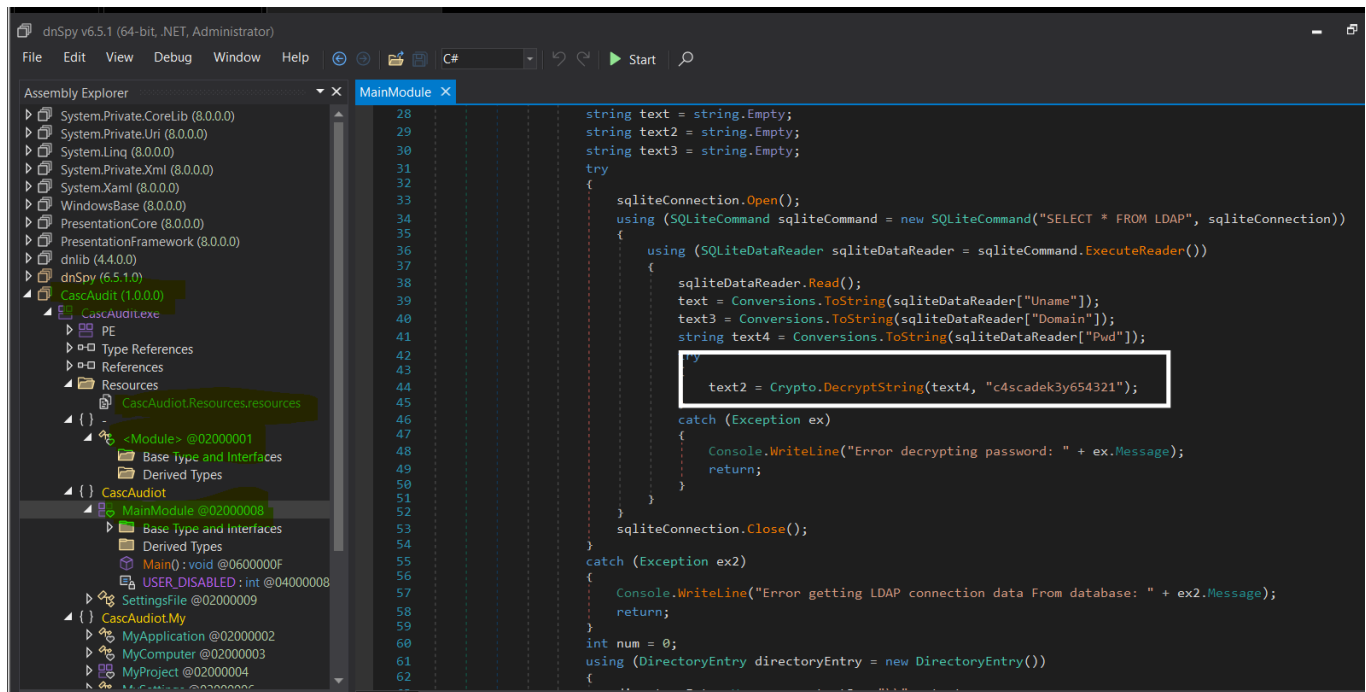 dnSpy v6.5.1 (64-bit, .NET, Administrator)
File Edit View Debug Window Help C# Start
Assembly Explorer
System.Private.CoreLib (8.0.0.0)
System.Private.Uri (8.0.0.0)
System.Linq (8.0.0.0)
System.Private.Xml (8.0.0.0)
System.Xaml (8.0.0.0)
WindowsBase (8.0.0.0)
PresentationCore (8.0.0.0)
PresentationFramework (8.0.0.0)
dnlib (4.4.0.0)
dnSpy (6.5.1.0)
CascAudit (1.0.0.0)
CascAudit.exe
PE
Type References
References
Resources
CascAudiot.Resources.resources
{ } -
<Module> @02000001
Base Type and Interfaces
Derived Types
{ } CascAudiot
MainModule @02000008
Base Type and Interfaces
Derived Types
Main() : void @0600000F
USER_DISABLED : int @04000008
SettingsFile @02000009
{ } CascAudiot.My
MyApplication @02000002
MyComputer @02000003
MyProject @02000004
MainModule
28 string text = string.Empty;
29 string text2 = string.Empty;
30 string text3 = string.Empty;
31 try
32 {
33 sqliteConnection.Open();
34 using (SQLiteCommand sqliteCommand = new SQLiteCommand("SELECT * FROM LDAP", sqliteConnection))
35 {
36 using (SQLiteDataReader sqliteDataReader = sqliteCommand.ExecuteReader())
37 {
38 sqliteDataReader.Read();
39 text = Conversions.ToString(sqliteDataReader["Uname"]);
40 text3 = Conversions.ToString(sqliteDataReader["Domain"]);
41 string text4 = Conversions.ToString(sqliteDataReader["Pwd"]);
42 try
43
44 text2 = Crypto.DecryptString(text4, "c4scadek3y654321");
45
46 catch (Exception ex)
47 {
48 Console.WriteLine("Error decrypting password: " + ex.Message);
49 return;
50 }
51 }
52 }
53 sqliteConnection.Close();
54 }
55 catch (Exception ex2)
56 {
57 Console.WriteLine("Error getting LDAP connection data From database: " + ex2.Message);
58 return;
59 }
60 int num = 0;
61 using (DirectoryEntry directoryEntry = new DirectoryEntry())
62 {